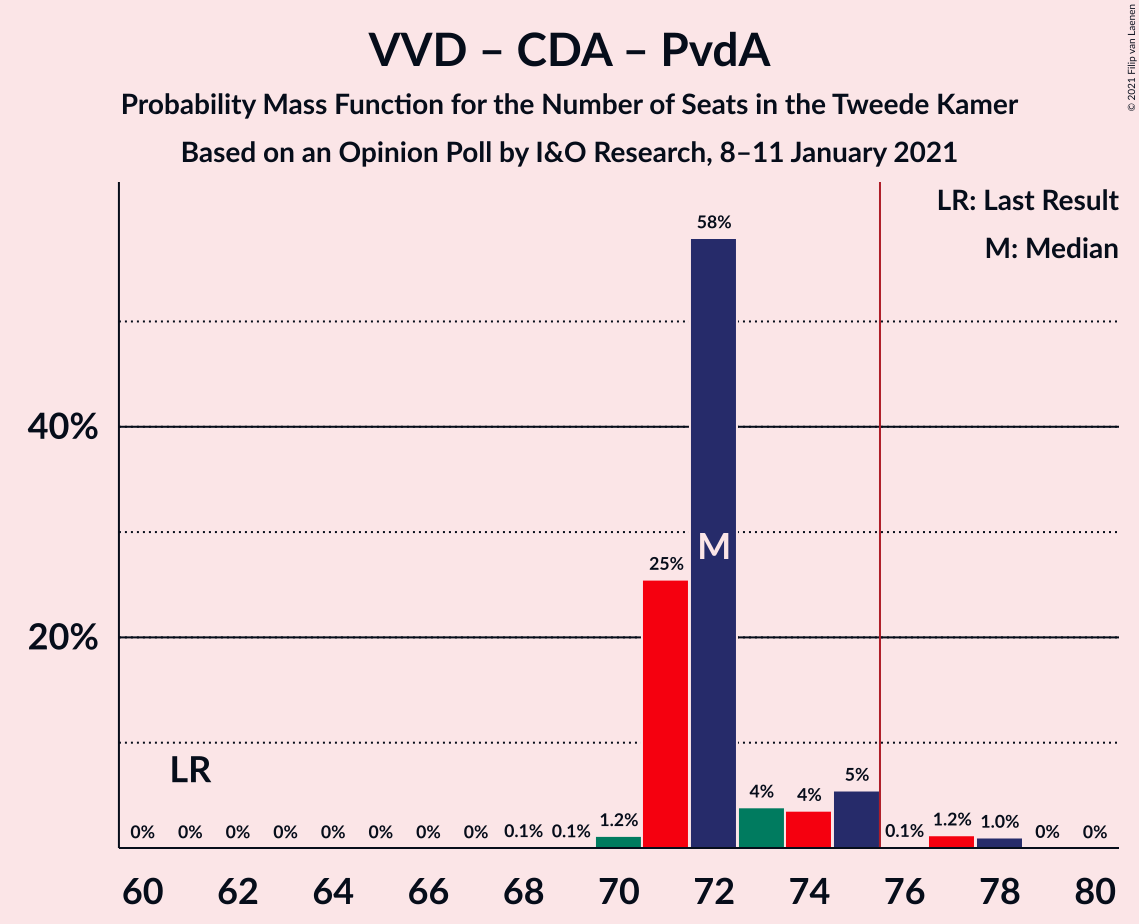 VVD – CDA – PvdA
Probability Mass Function for the Number of Seats in the Tweede Kamer
Based on an Opinion Poll by I&O Research, 8–11 January 2021
© 2021 Filip van Laenen
LR: Last Result
M: Median
58%
40%
M
25%
20%
LR
0% 0% 0% 0% 0% 0% 0% 0% 0.1% 0.1% 1.2% 4% 4% 5% 0.1% 1.2% 1.0% 0% 0%
60 62 64 66 68 70 72 74 76 78 80